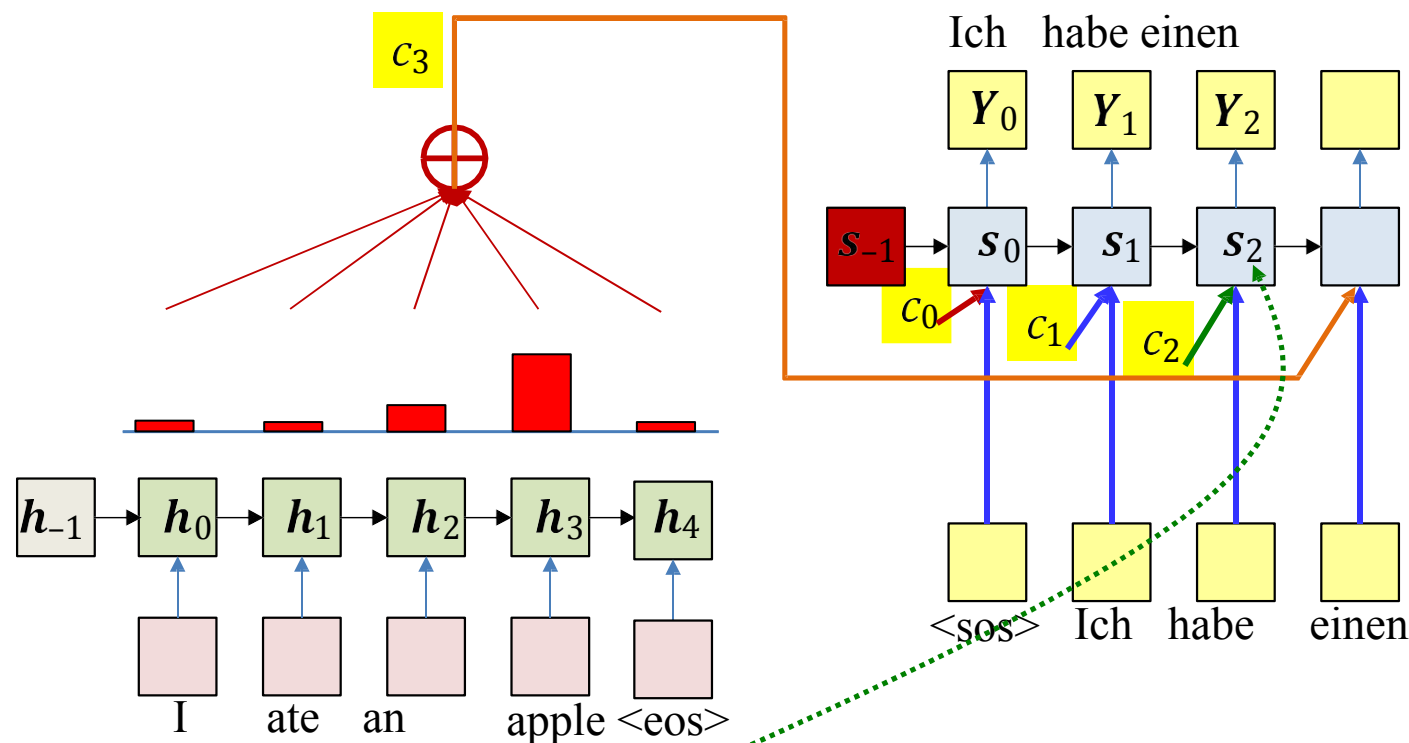 Ich habe einen
c₃
Y₀ Y₁ Y₂
s₋₁ s₀ s₁ s₂
c₀ c₁ c₂
h₋₁ h₀ h₁ h₂ h₃ h₄
<sos> Ich habe einen
I ate an apple <eos>